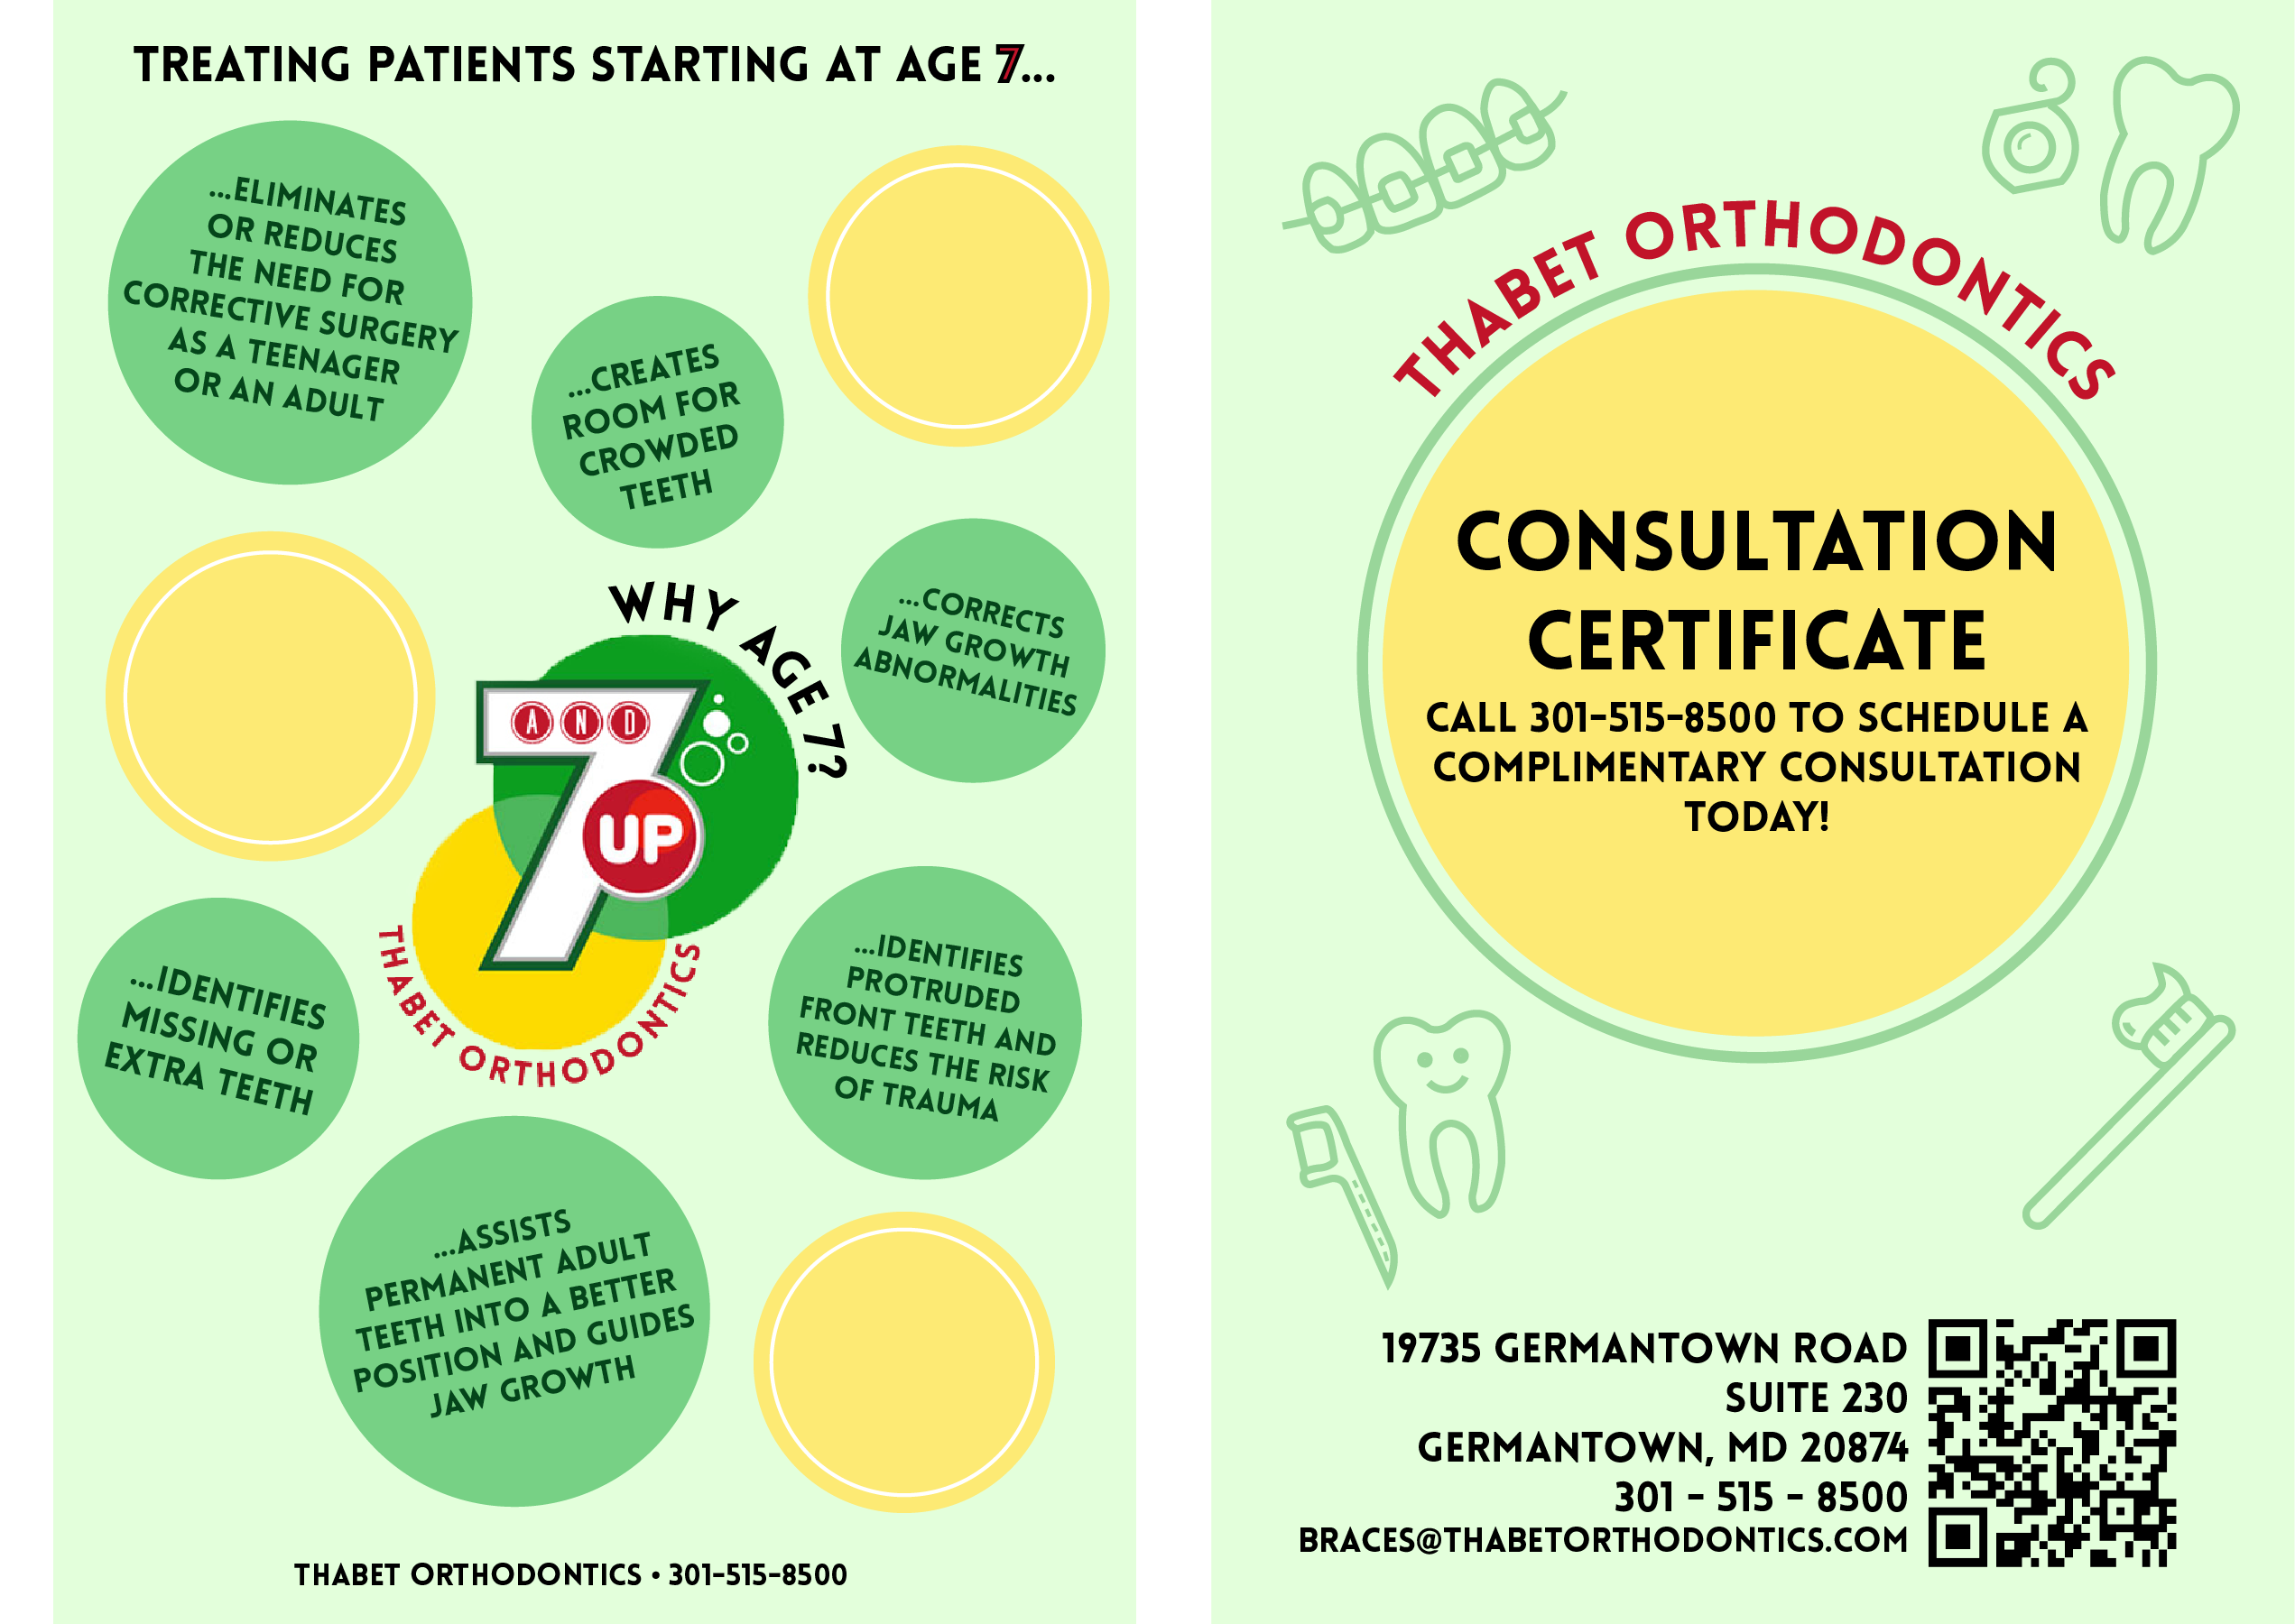 TREATING PATIENTS STARTING AT AGE 7...
...ELIMINATES
OR REDUCES
THE NEED FOR
CORRECTIVE SURGERY
AS A TEENAGER
OR AN ADULT
...CREATES
ROOM FOR
CROWDED
TEETH
...CORRECTS
JAW GROWTH
ABNORMALITIES
WHY AGE 7?
AND
7
UP
THABET ORTHODONTICS
...IDENTIFIES
MISSING OR
EXTRA TEETH
...IDENTIFIES
PROTRUDED
FRONT TEETH AND
REDUCES THE RISK
OF TRAUMA
...ASSISTS
PERMANENT ADULT
TEETH INTO A BETTER
POSITION AND GUIDES
JAW GROWTH
THABET ORTHODONTICS • 301-515-8500
THABET ORTHODONTICS
CONSULTATION
CERTIFICATE
CALL 301-515-8500 TO SCHEDULE A
COMPLIMENTARY CONSULTATION
TODAY!
19735 GERMANTOWN ROAD
SUITE 230
GERMANTOWN, MD 20874
301 - 515 - 8500
BRACES@THABETORTHODONTICS.COM